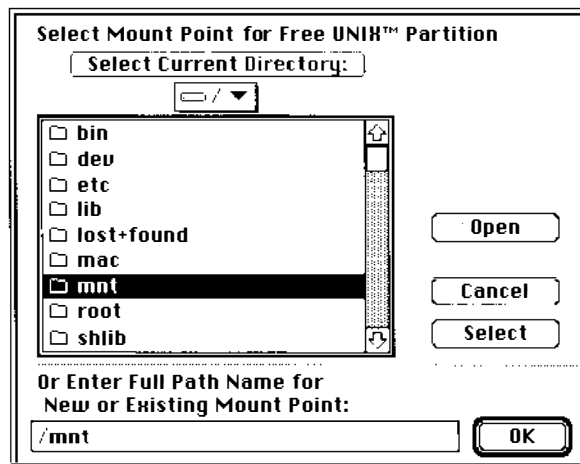 Select Mount Point for Free UNIX™ Partition
Select Current Directory:
/
bin
dev
etc
lib
lost+found
mac
mnt
root
shlib
Open
Cancel
Select
Or Enter Full Path Name for
New or Existing Mount Point:
/mnt
OK